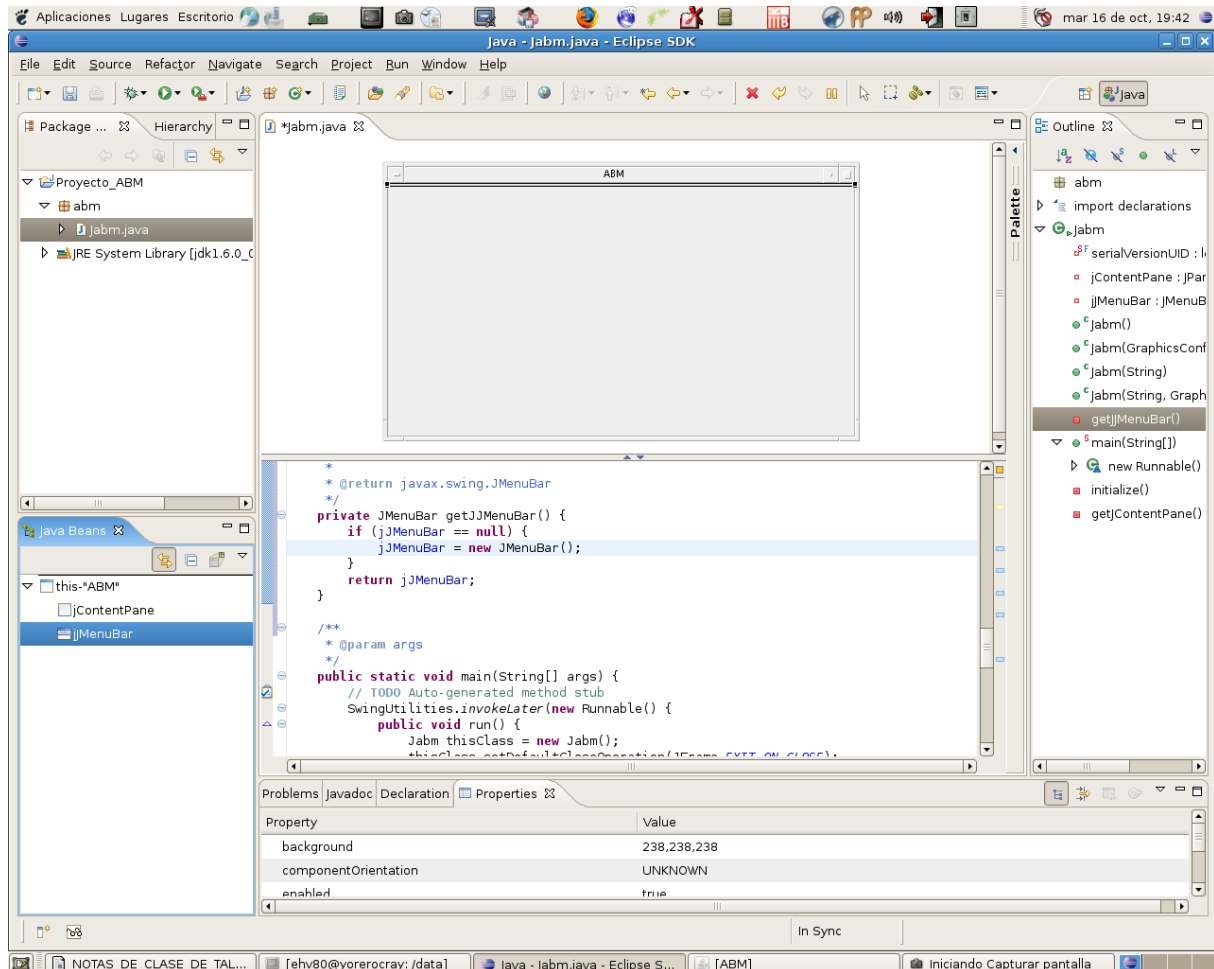 Aplicaciones Lugares Escritorio
mar 16 de oct, 19:42
Java - Jabm.java - Eclipse SDK
File Edit Source Refactor Navigate Search Project Run Window Help
Java
Package ...
Hierarchy
Proyecto_ABM
abm
Jabm.java
JRE System Library [jdk1.6.0_0
Java Beans
this-"ABM"
jContentPane
jJMenuBar
*Jabm.java
ABM
Palette
*
* @return javax.swing.JMenuBar
*/
private JMenuBar getJJMenuBar() {
if (jJMenuBar == null) {
jJMenuBar = new JMenuBar();
}
return jJMenuBar;
}
/**
* @param args
*/
public static void main(String[] args) {
// TODO Auto-generated method stub
SwingUtilities.invokeLater(new Runnable() {
public void run() {
Jabm thisClass = new Jabm();
thisClass.setDefaultCloseOperation(JFrame.EXIT_ON_CLOSE);
Outline
abm
import declarations
Jabm
serialVersionUID : l
jContentPane : JPar
jJMenuBar : JMenuB
Jabm()
Jabm(GraphicsConf
Jabm(String)
Jabm(String, Graph
getJJMenuBar()
main(String[])
new Runnable()
initialize()
getJContentPane()
Problems Javadoc Declaration Properties
Property Value
background 238,238,238
componentOrientation UNKNOWN
enabled true
In Sync
NOTAS DE CLASE DE TAL...
[ehv80@yorerocray: /data]
Java - Jabm.java - Eclipse S...
[ABM]
Iniciando Capturar pantalla